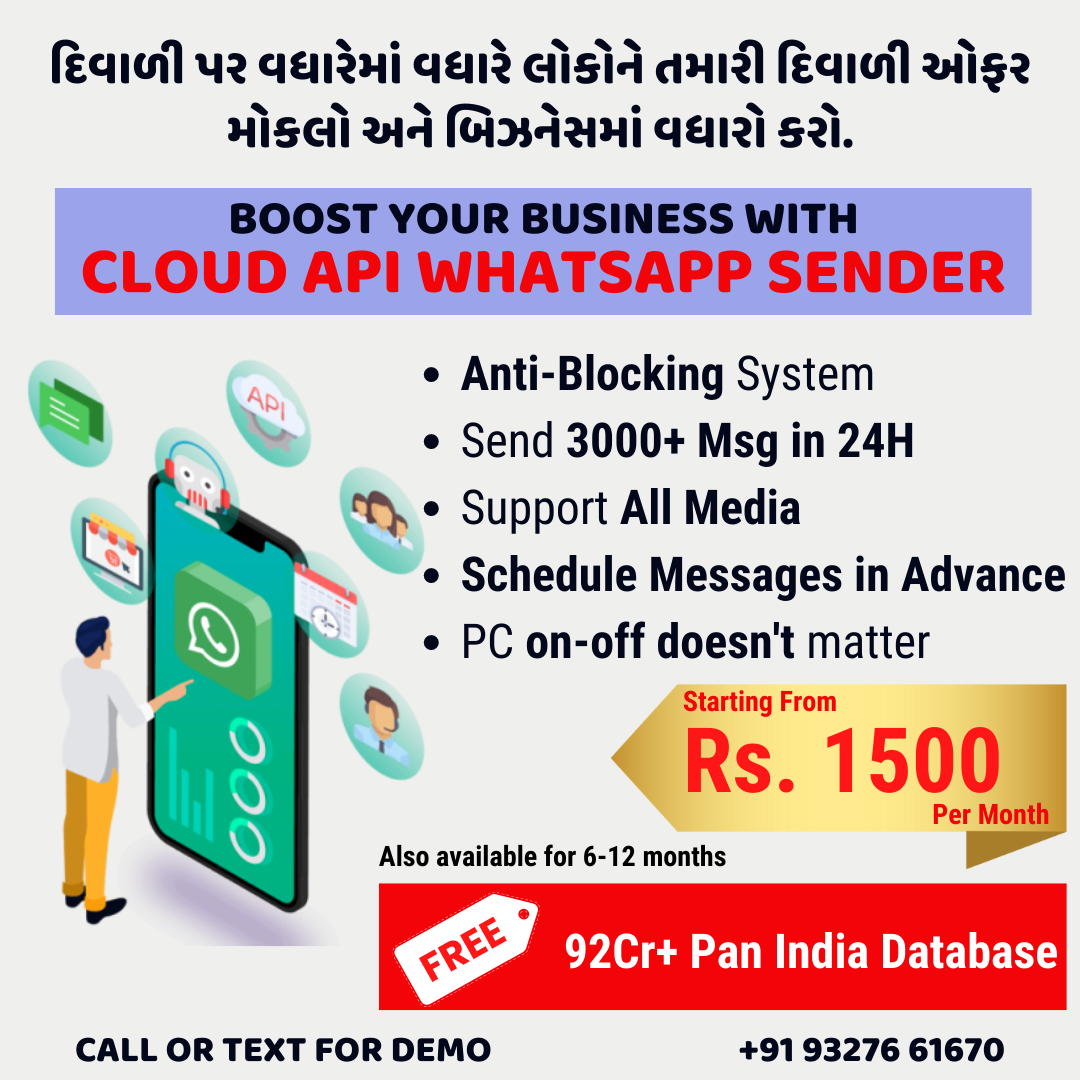 દિવાળી પર વધારેમાં વધારે લોકોને તમારી દિવાળી ઓફર
મોકલો અને બિઝનેસમાં વધારો કરો.
BOOST YOUR BUSINESS WITH
CLOUD API WHATSAPP SENDER
API
• Anti-Blocking System
• Send 3000+ Msg in 24H
• Support All Media
• Schedule Messages in Advance
• PC on-off doesn't matter
Starting From
Rs. 1500
Per Month
Also available for 6-12 months
FREE
92Cr+ Pan India Database
CALL OR TEXT FOR DEMO
+91 93276 61670